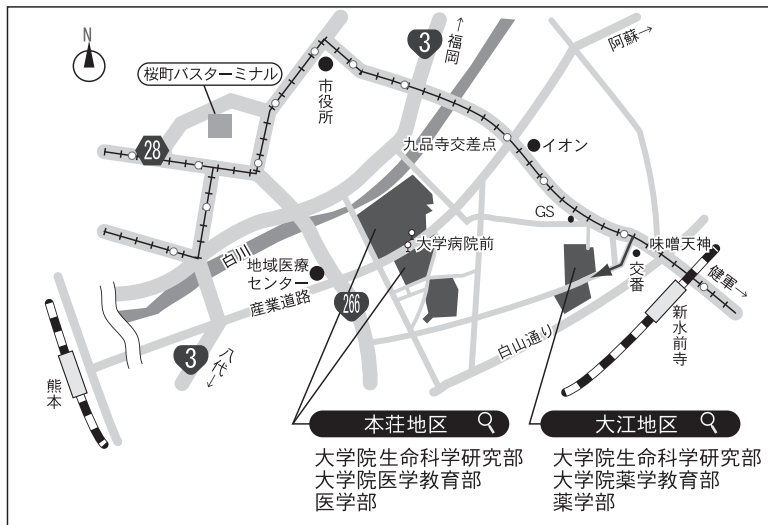 N
3
↑福岡
阿蘇→
桜町バスターミナル
市役所
28
九品寺交差点
イオン
GS
大学病院前
味噌天神
白川
地域医療
センター
交番
健軍→
産業道路
266
新水前寺
白山通り
3
八代↓
熊本
本荘地区
大江地区
大学院生命科学研究部
大学院医学教育部
医学部
大学院生命科学研究部
大学院薬学教育部
薬学部